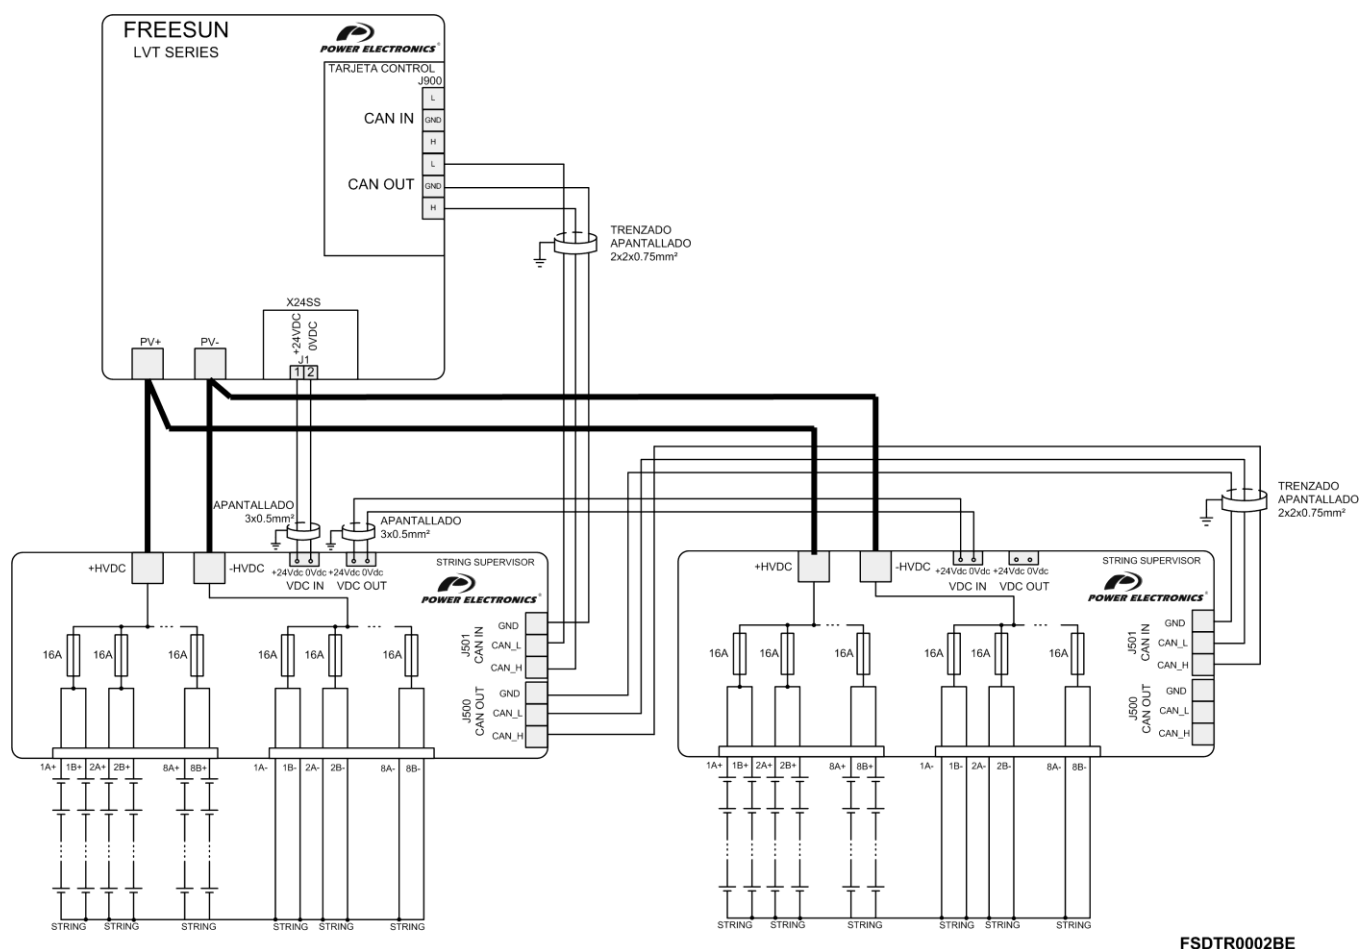 FREESUN
LVT SERIES
POWER ELECTRONICS®
TARJETA CONTROL
J900
L
CAN IN
GND
H
L
CAN OUT
GND
H
TRENZADO
APANTALLADO
2x2x0.75mm²
X24SS
+24VDC
0VDC
J1
1 2
PV+
PV-
APANTALLADO
3x0.5mm²
APANTALLADO
3x0.5mm²
TRENZADO
APANTALLADO
2x2x0.75mm²
+HVDC
-HVDC
+24Vdc 0Vdc
VDC IN
+24Vdc 0Vdc
VDC OUT
STRING SUPERVISOR
POWER ELECTRONICS®
16A
16A
16A
16A
16A
16A
J501
CAN IN
GND
CAN_L
CAN_H
J500
CAN OUT
GND
CAN_L
CAN_H
1A+ 1B+ 2A+ 2B+ 8A+ 8B+ 1A- 1B- 2A- 2B- 8A- 8B-
STRING STRING STRING STRING STRING STRING
+HVDC
-HVDC
+24Vdc 0Vdc
VDC IN
+24Vdc 0Vdc
VDC OUT
STRING SUPERVISOR
POWER ELECTRONICS®
16A
16A
16A
16A
16A
16A
J501
CAN IN
GND
CAN_L
CAN_H
J500
CAN OUT
GND
CAN_L
CAN_H
1A+ 1B+ 2A+ 2B+ 8A+ 8B+ 1A- 1B- 2A- 2B- 8A- 8B-
STRING STRING STRING STRING STRING STRING
FSDTR0002BE